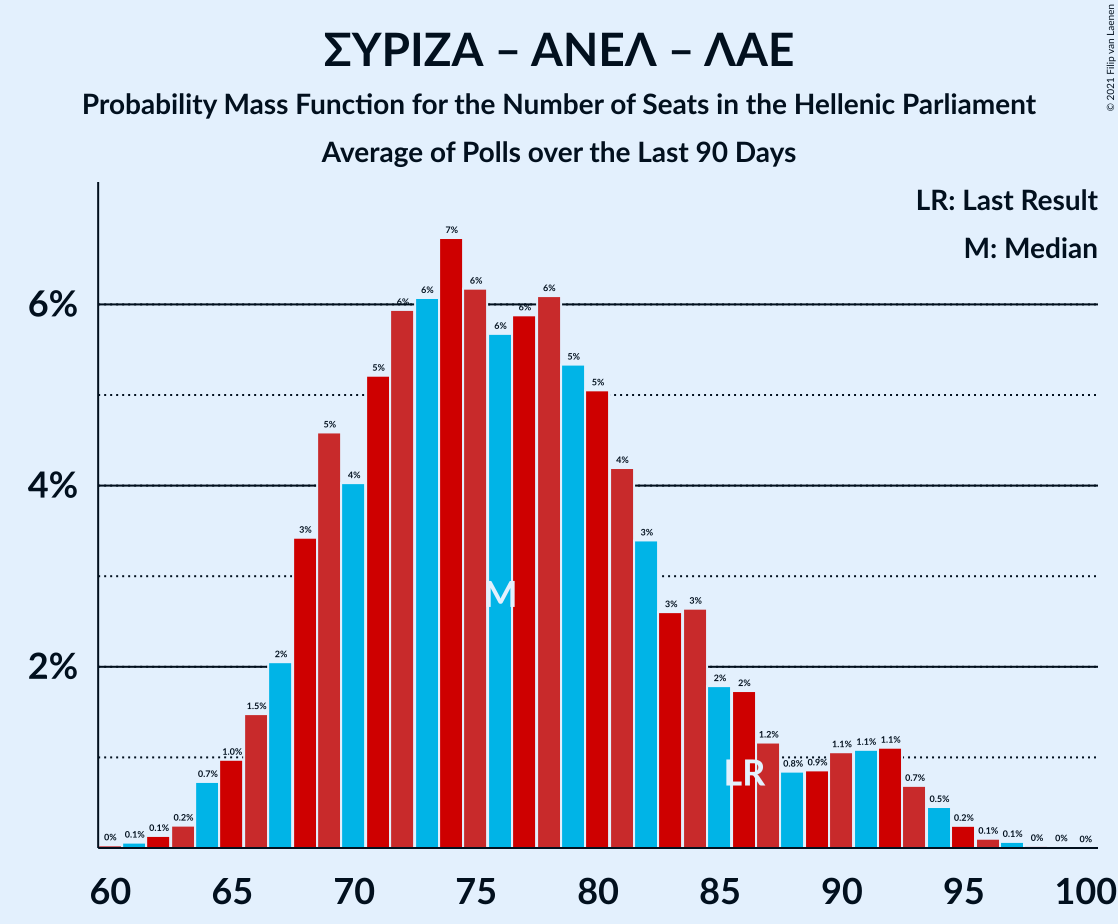 ΣΥΡΙΖΑ – ΑΝΕΛ – ΛΑΕ
Probability Mass Function for the Number of Seats in the Hellenic Parliament
Average of Polls over the Last 90 Days
© 2021 Filip van Laenen
LR: Last Result
M: Median
6%
4%
2%
0% 0.1% 0.1% 0.2% 0.7% 1.0% 1.5% 2% 3% 5% 4% 5% 6% 6% 7% 6% 6% 6% 6% 5% 5% 4% 3% 3% 3% 2% 2% 1.2% 0.8% 0.9% 1.1% 1.1% 1.1% 0.7% 0.5% 0.2% 0.1% 0.1% 0% 0% 0%
M
LR
60 65 70 75 80 85 90 95 100